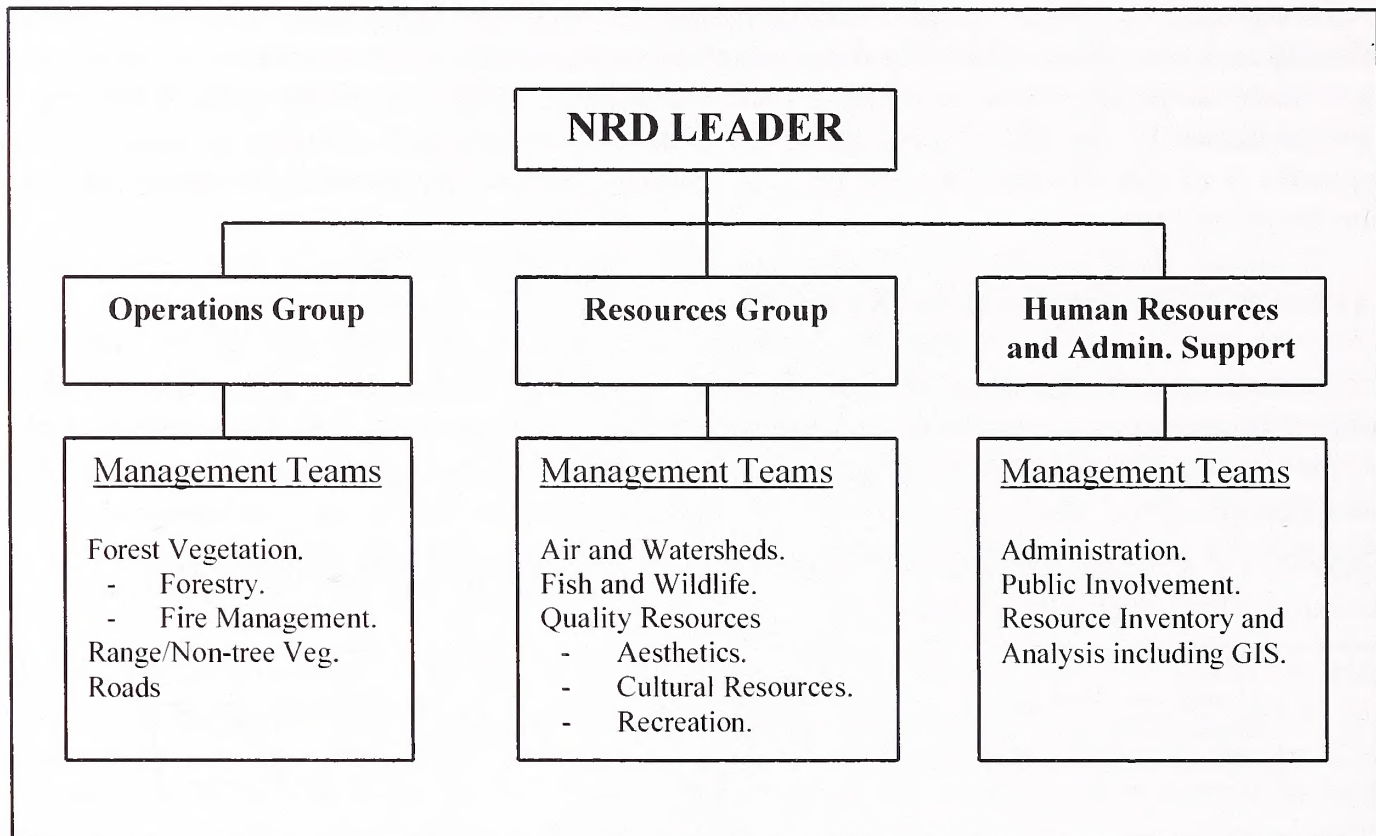 NRD LEADER
Operations Group
Resources Group
Human Resources
and Admin. Support
Management Teams
Forest Vegetation.
- Forestry.
- Fire Management.
Range/Non-tree Veg.
Roads
Management Teams
Air and Watersheds.
Fish and Wildlife.
Quality Resources
- Aesthetics.
- Cultural Resources.
- Recreation.
Management Teams
Administration.
Public Involvement.
Resource Inventory and
Analysis including GIS.